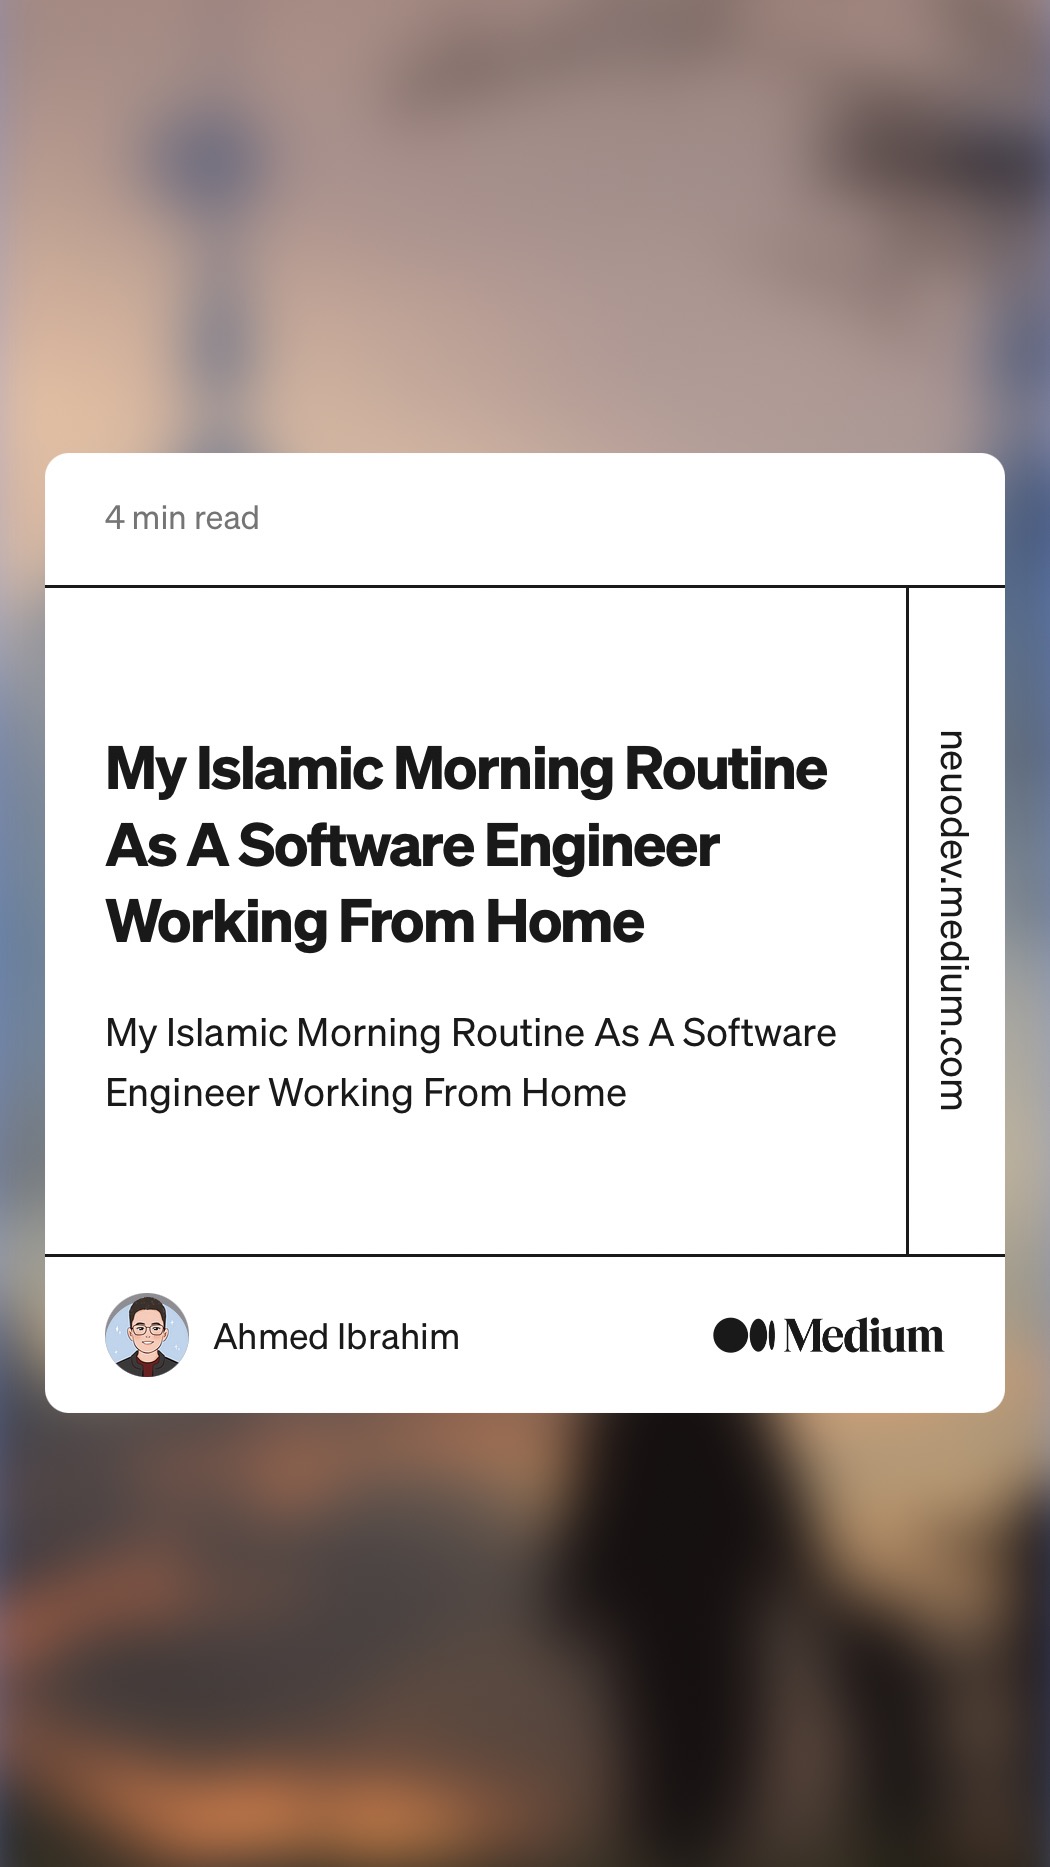 4 min read
My Islamic Morning Routine
As A Software Engineer
Working From Home
My Islamic Morning Routine As A Software
Engineer Working From Home
neuodev.medium.com
Ahmed Ibrahim
Medium